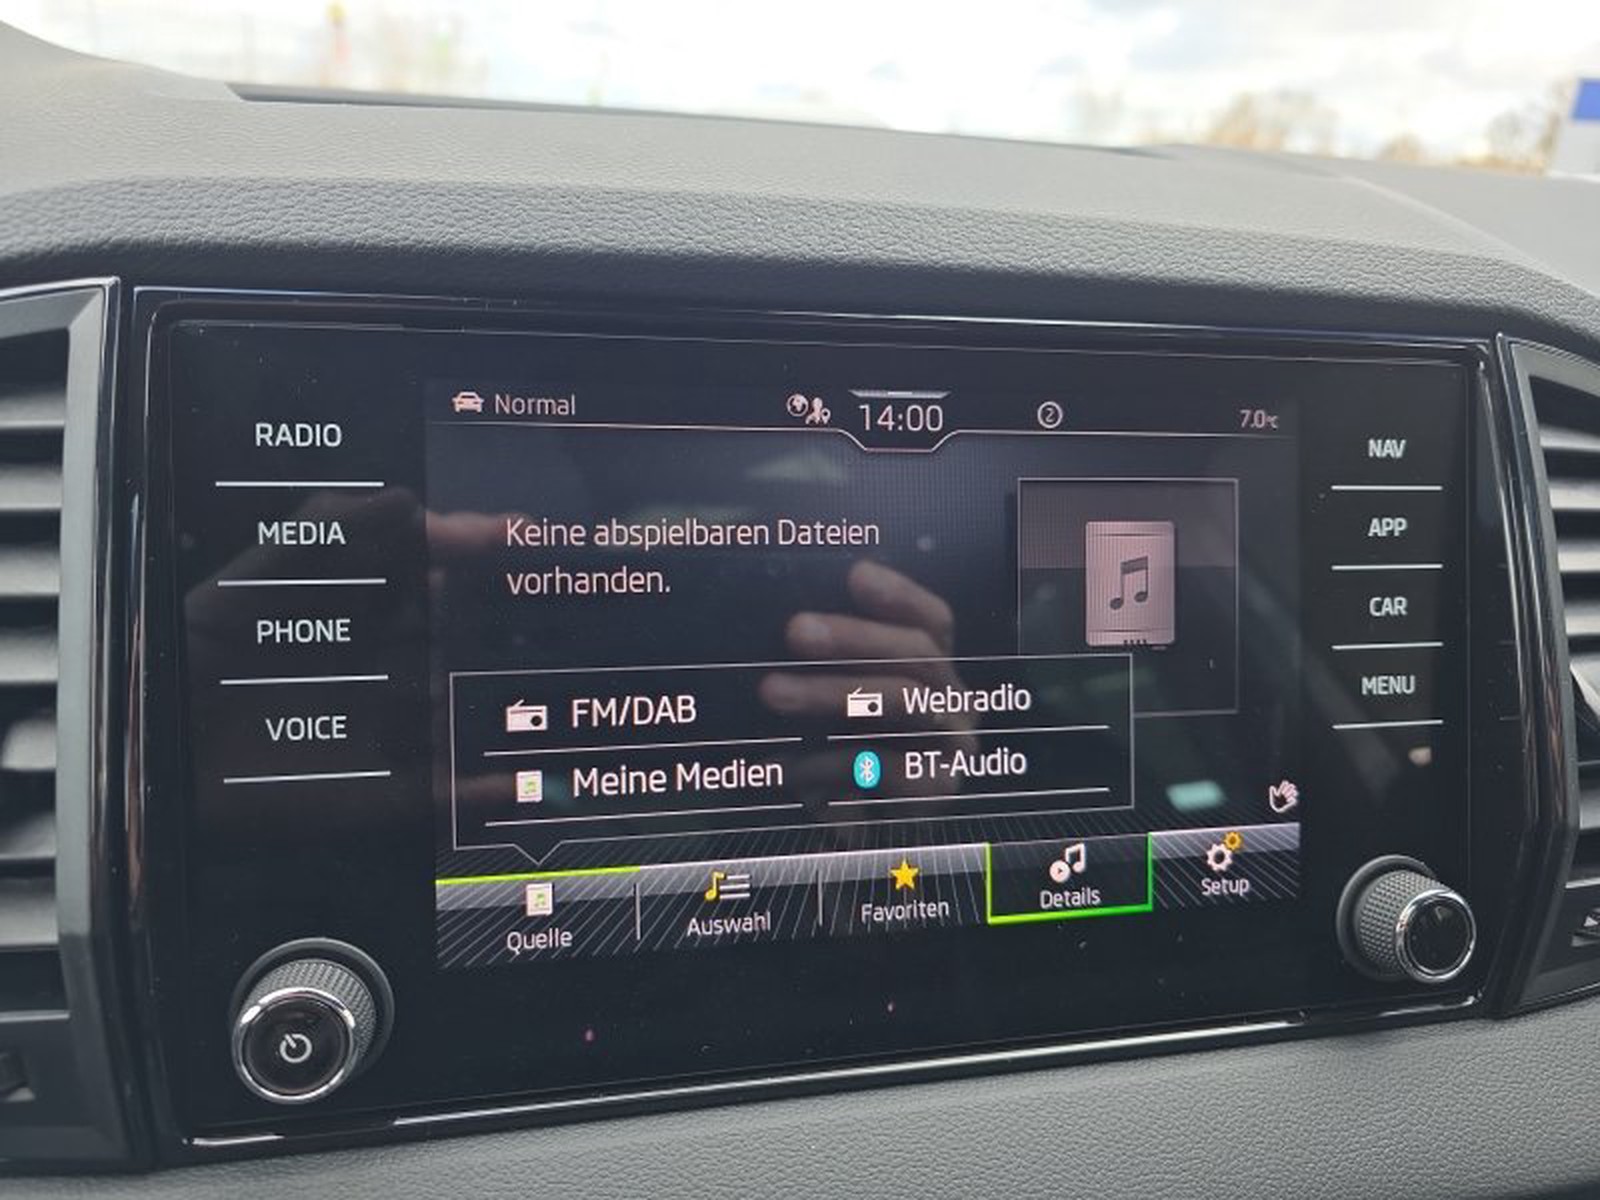 RADIO
MEDIA
PHONE
VOICE
Normal
14:00
2
7.0°C
Keine abspielbaren Dateien
vorhanden.
FM/DAB
Webradio
Meine Medien
BT-Audio
Quelle
Auswahl
Favoriten
Details
Setup
NAV
APP
CAR
MENU